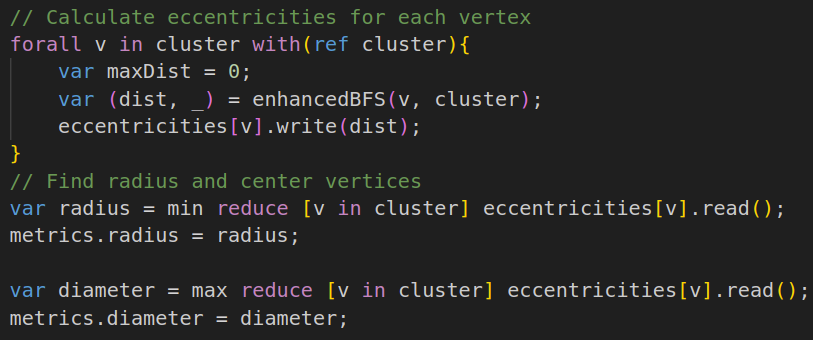 // Calculate eccentricities for each vertex
forall v in cluster with(ref cluster){
    var maxDist = 0;
    var (dist, _) = enhancedBFS(v, cluster);
    eccentricities[v].write(dist);
}
// Find radius and center vertices
var radius = min reduce [v in cluster] eccentricities[v].read();
metrics.radius = radius;

var diameter = max reduce [v in cluster] eccentricities[v].read();
metrics.diameter = diameter;